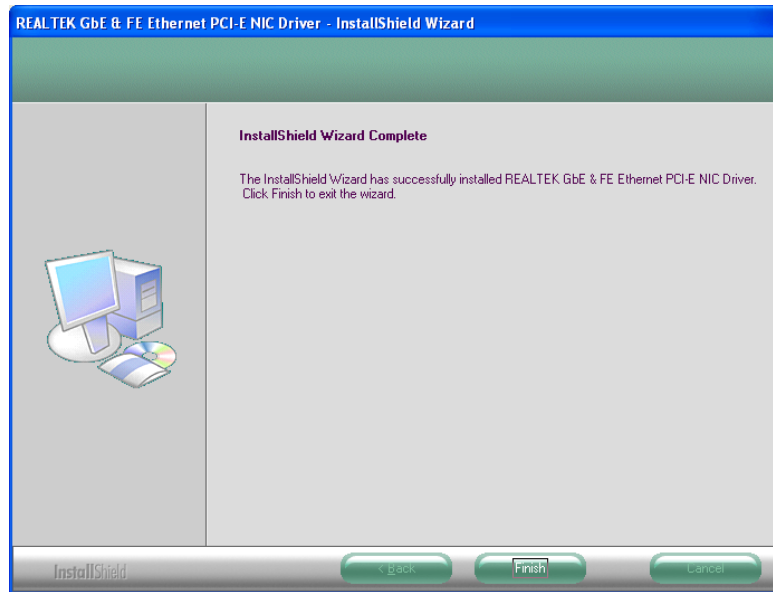 REALTEK GbE & FE Ethernet PCI-E NIC Driver - InstallShield Wizard
InstallShield Wizard Complete
The InstallShield Wizard has successfully installed REALTEK GbE & FE Ethernet PCI-E NIC Driver.
Click Finish to exit the wizard.
InstallShield
< Back
Finish
Cancel